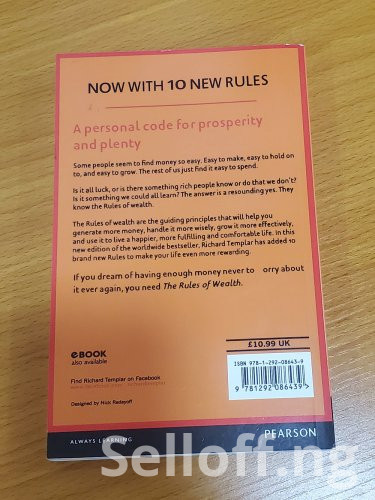 NOW WITH 10 NEW RULES
A personal code for prosperity
and plenty
Some people seem to find money so easy. Easy to make, easy to hold on
to, and easy to grow. The rest of us just find it easy to spend.
Is it all luck, or is there something rich people know or do that we don't?
Is it something we could all learn? The answer is a resounding yes. They
know the Rules of wealth.
The Rules of wealth are the guiding principles that will help you
generate more money, handle it more wisely, grow it more effectively,
and use it to live a happier, more fulfilling and comfortable life. In this
new edition of the worldwide bestseller, Richard Templar has added 10
brand new Rules to make your life even more rewarding.
If you dream of having enough money never to orry about
it ever again, you need The Rules of Wealth.
£10.99 UK
eBOOK
also available
ISBN 978-1-292-08643-9
Find Richard Templar on Facebook
9 781292 086439 >
Designed by Nick Redeyoff
ALWAYS LEARNING
PEARSON
Selloff.ng